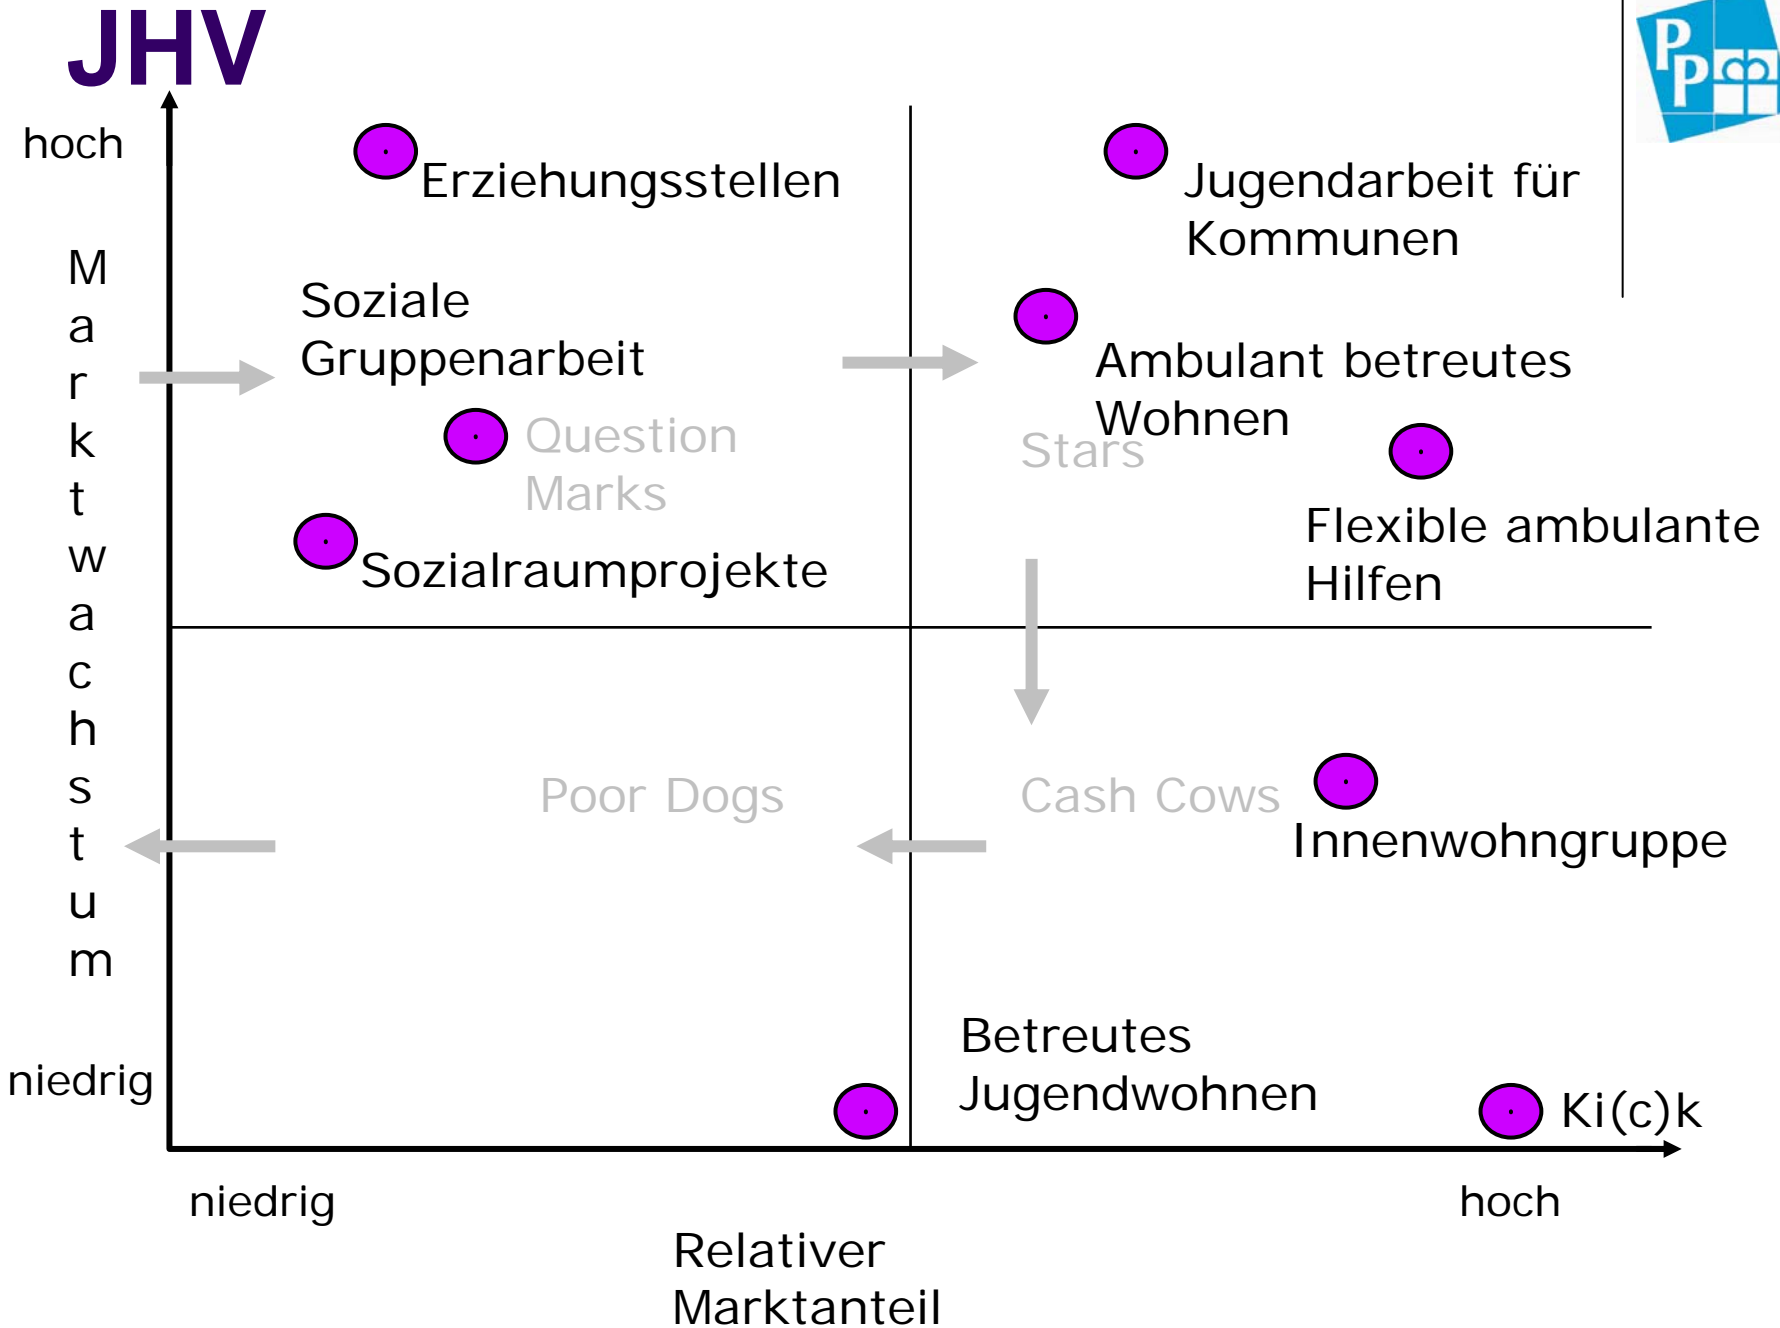 JHV
P
P
hoch
Erziehungsstellen
Jugendarbeit für
Kommunen
Marktwachstum
Soziale
Gruppenarbeit
Ambulant betreutes
Wohnen
Question
Marks
Stars
Sozialraumprojekte
Flexible ambulante
Hilfen
Poor Dogs
Cash Cows
Innenwohngruppe
niedrig
Betreutes
Jugendwohnen
Ki(c)k
niedrig
hoch
Relativer
Marktanteil